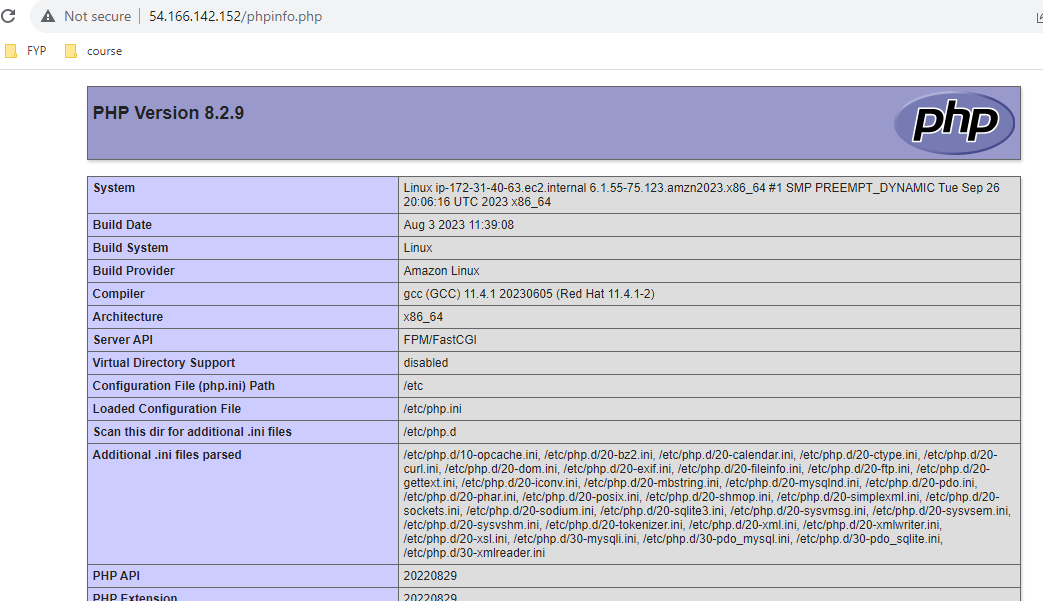 Not secure 54.166.142.152/phpinfo.php
FYP course
PHP Version 8.2.9
php
System Linux ip-172-31-40-63.ec2.internal 6.1.55-75.123.amzn2023.x86_64 #1 SMP PREEMPT_DYNAMIC Tue Sep 26
20:06:16 UTC 2023 x86_64
Build Date Aug 3 2023 11:39:08
Build System Linux
Build Provider Amazon Linux
Compiler gcc (GCC) 11.4.1 20230605 (Red Hat 11.4.1-2)
Architecture x86_64
Server API FPM/FastCGI
Virtual Directory Support disabled
Configuration File (php.ini) Path /etc
Loaded Configuration File /etc/php.ini
Scan this dir for additional .ini files /etc/php.d
Additional .ini files parsed /etc/php.d/10-opcache.ini, /etc/php.d/20-bz2.ini, /etc/php.d/20-calendar.ini, /etc/php.d/20-ctype.ini, /etc/php.d/20-
curl.ini, /etc/php.d/20-dom.ini, /etc/php.d/20-exif.ini, /etc/php.d/20-fileinfo.ini, /etc/php.d/20-ftp.ini, /etc/php.d/20-
gettext.ini, /etc/php.d/20-iconv.ini, /etc/php.d/20-mbstring.ini, /etc/php.d/20-mysqlnd.ini, /etc/php.d/20-pdo.ini,
/etc/php.d/20-phar.ini, /etc/php.d/20-posix.ini, /etc/php.d/20-shmop.ini, /etc/php.d/20-simplexml.ini, /etc/php.d/20-
sockets.ini, /etc/php.d/20-sodium.ini, /etc/php.d/20-sqlite3.ini, /etc/php.d/20-sysvmsg.ini, /etc/php.d/20-sysvsem.ini,
/etc/php.d/20-sysvshm.ini, /etc/php.d/20-tokenizer.ini, /etc/php.d/20-xml.ini, /etc/php.d/20-xmlwriter.ini,
/etc/php.d/20-xsl.ini, /etc/php.d/30-mysqli.ini, /etc/php.d/30-pdo_mysql.ini, /etc/php.d/30-pdo_sqlite.ini,
/etc/php.d/30-xmlreader.ini
PHP API 20220829
PHP Extension 20220829